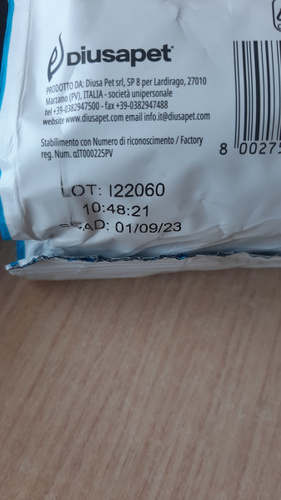 Diusapet®
PRODOTTO DA: Diusa Pet srl, SP 8 per Lardirago, 27010
Marzano (PV), ITALIA - società unipersonale
tel +39-0382947500 - fax +39-0382947488
website www.diusapet.com email info.it@diusapet.com
Stabilimento con Numero di riconoscimento / Factory
reg. Num. αIT000225PV
8 00275
LOT: I22060
10:48:21
SCAD: 01/09/23